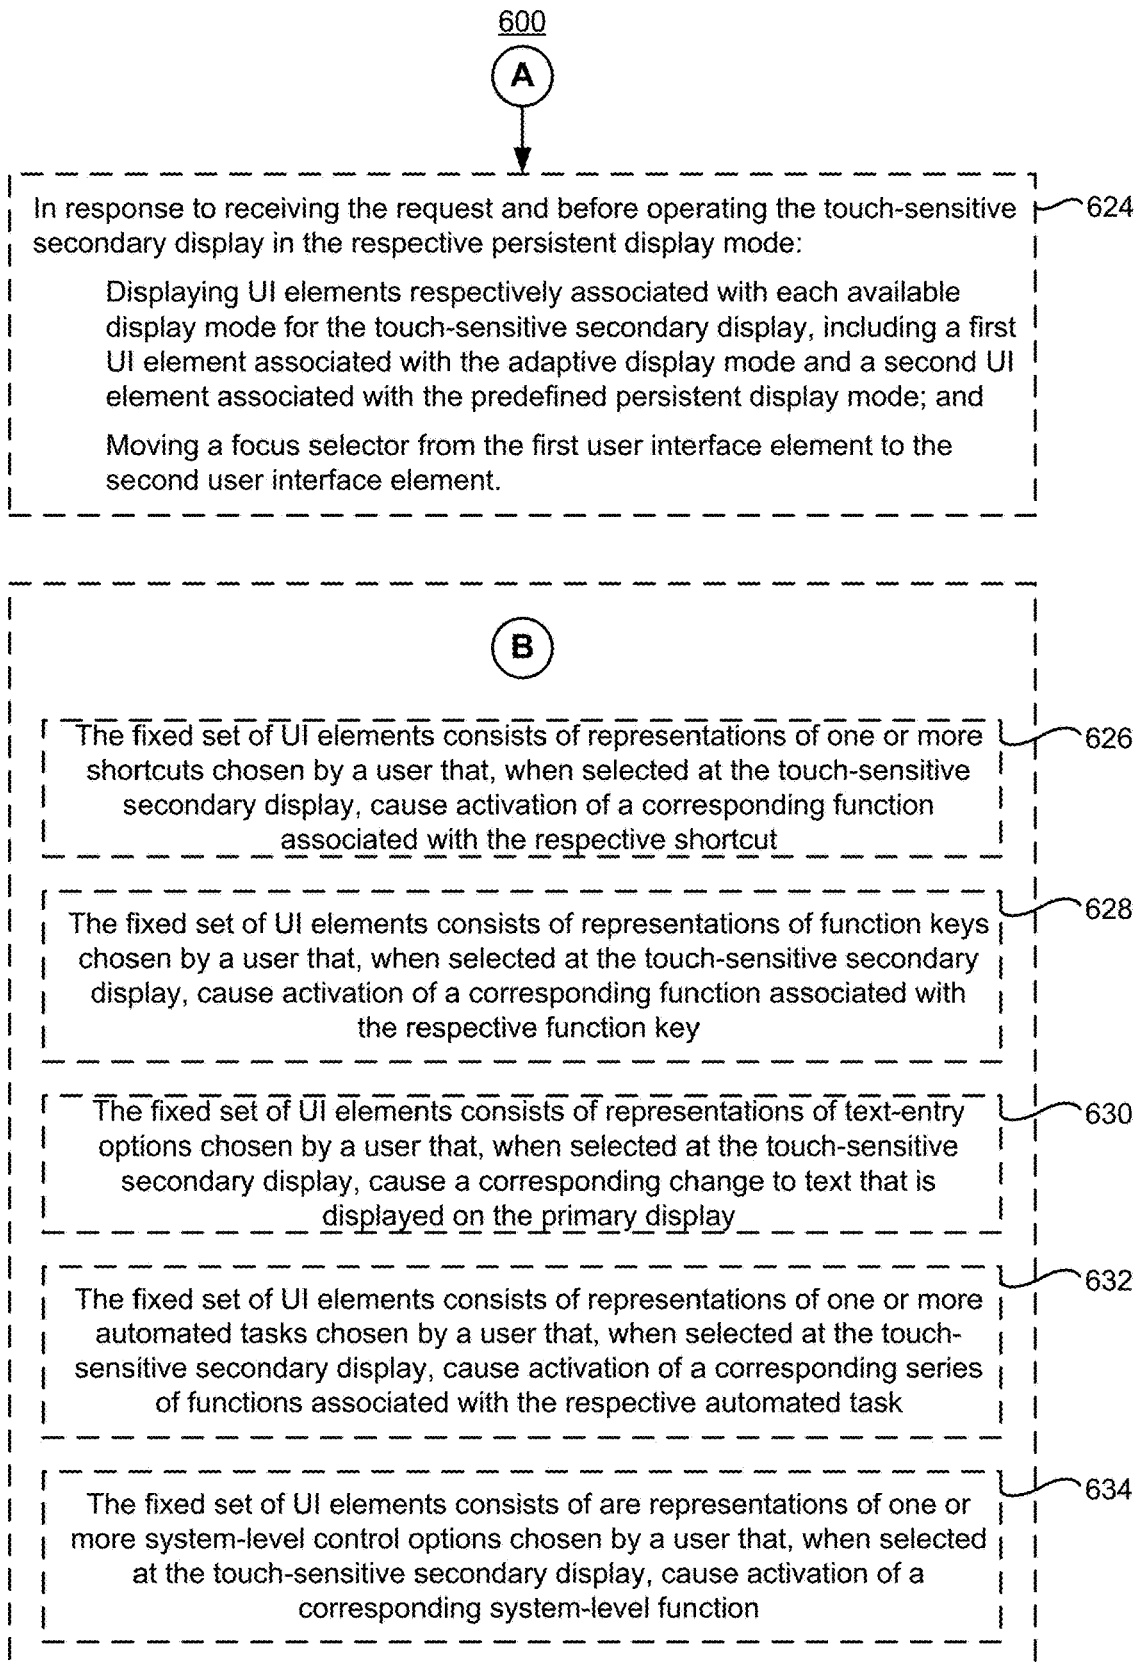 600
A
In response to receiving the request and before operating the touch-sensitive
624
secondary display in the respective persistent display mode:
Displaying UI elements respectively associated with each available
display mode for the touch-sensitive secondary display, including a first
UI element associated with the adaptive display mode and a second UI
element associated with the predefined persistent display mode; and
Moving a focus selector from the first user interface element to the
second user interface element.
B
The fixed set of UI elements consists of representations of one or more
626
shortcuts chosen by a user that, when selected at the touch-sensitive
secondary display, cause activation of a corresponding function
associated with the respective shortcut
The fixed set of UI elements consists of representations of function keys
628
chosen by a user that, when selected at the touch-sensitive secondary
display, cause activation of a corresponding function associated with
the respective function key
The fixed set of UI elements consists of representations of text-entry
630
options chosen by a user that, when selected at the touch-sensitive
secondary display, cause a corresponding change to text that is
displayed on the primary display
The fixed set of UI elements consists of representations of one or more
632
automated tasks chosen by a user that, when selected at the touch-
sensitive secondary display, cause activation of a corresponding series
of functions associated with the respective automated task
The fixed set of UI elements consists of are representations of one or
634
more system-level control options chosen by a user that, when selected
at the touch-sensitive secondary display, cause activation of a
corresponding system-level function